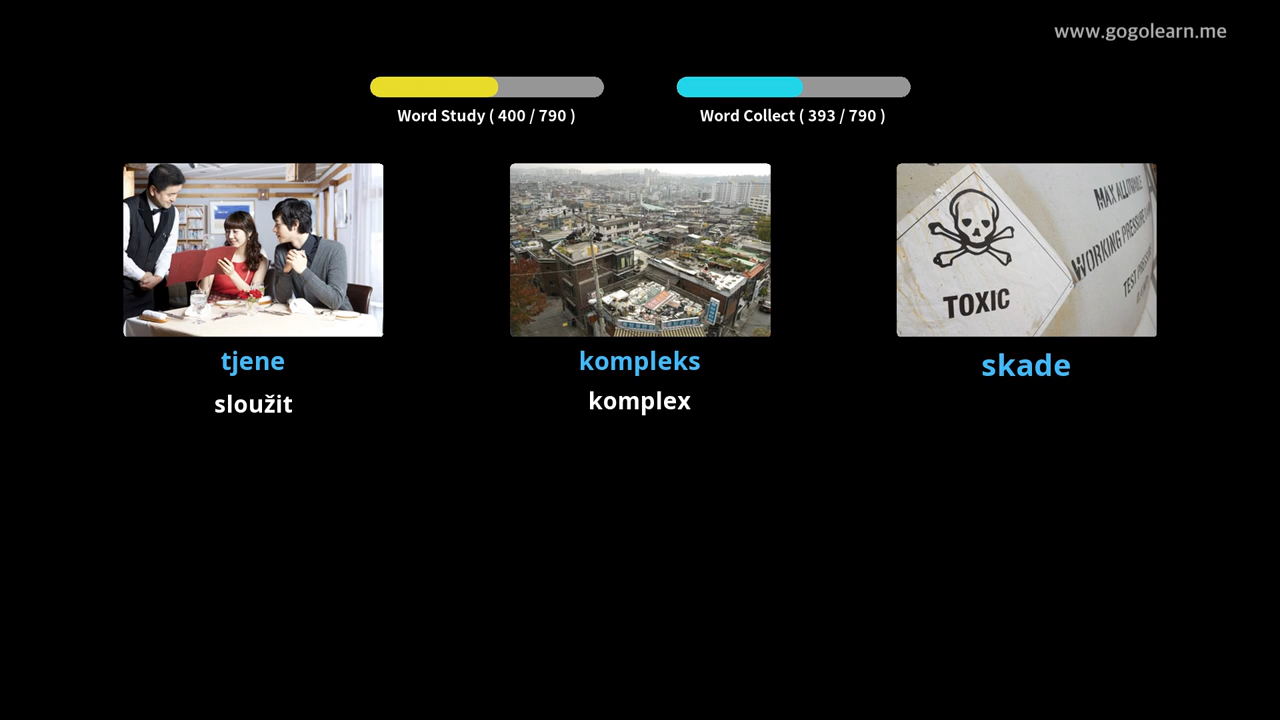 www.gogolearn.me
Word Study ( 400 / 790 )
Word Collect ( 393 / 790 )
TOXIC
MAX ALLOWABLE
WORKING PRESSURE
TEST PRESSURE
tjene
kompleks
skade
sloužit
komplex